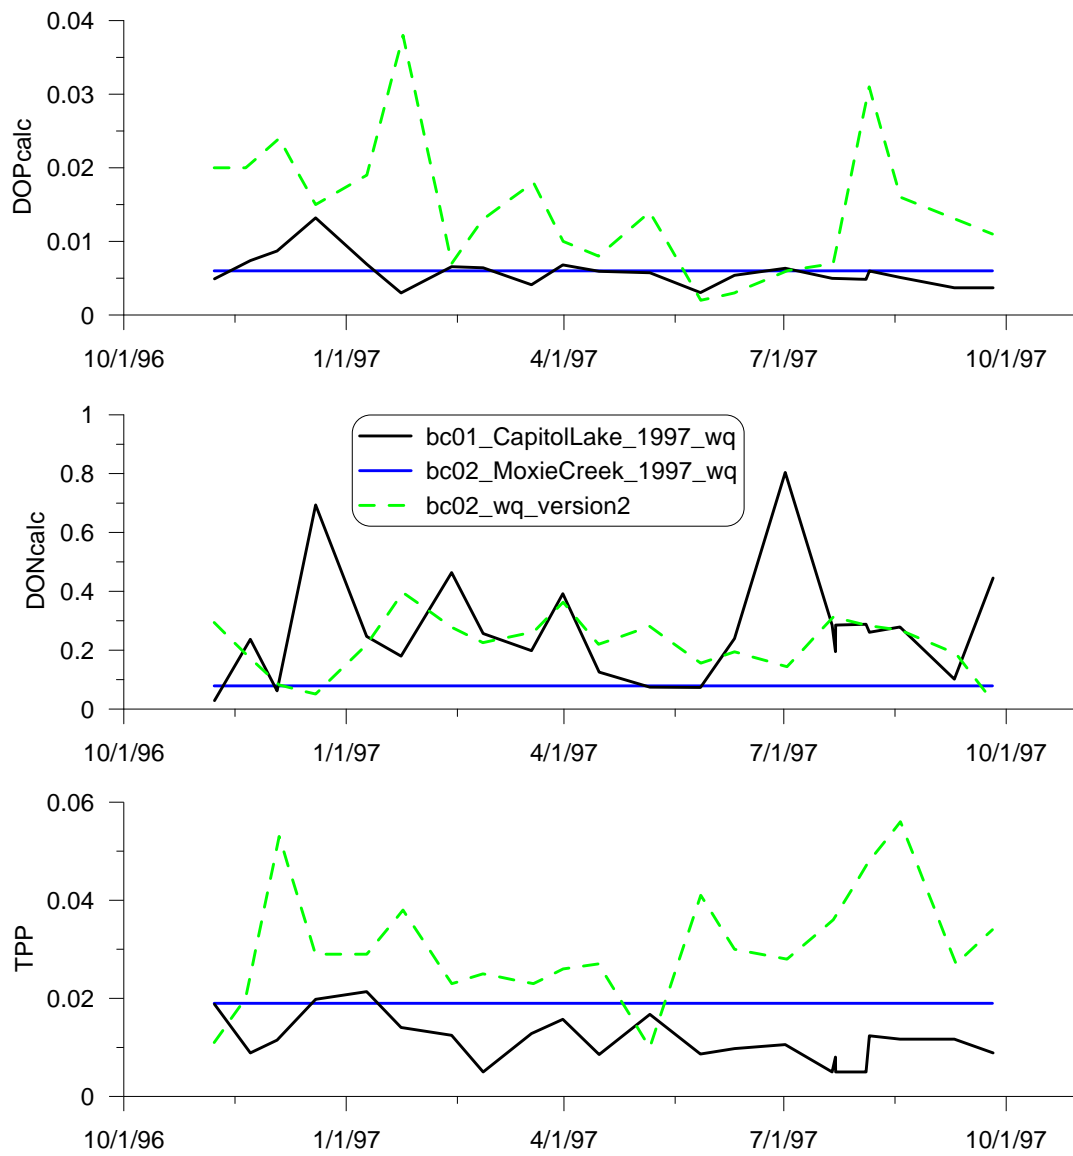 0.04
0.03
0.02
0.01
0
DOPcalc
10/1/96 1/1/97 4/1/97 7/1/97 10/1/97
1
0.8
0.6
0.4
0.2
0
DONcalc
bc01_CapitolLake_1997_wq
bc02_MoxieCreek_1997_wq
bc02_wq_version2
10/1/96 1/1/97 4/1/97 7/1/97 10/1/97
0.06
0.04
0.02
0
TPP
10/1/96 1/1/97 4/1/97 7/1/97 10/1/97